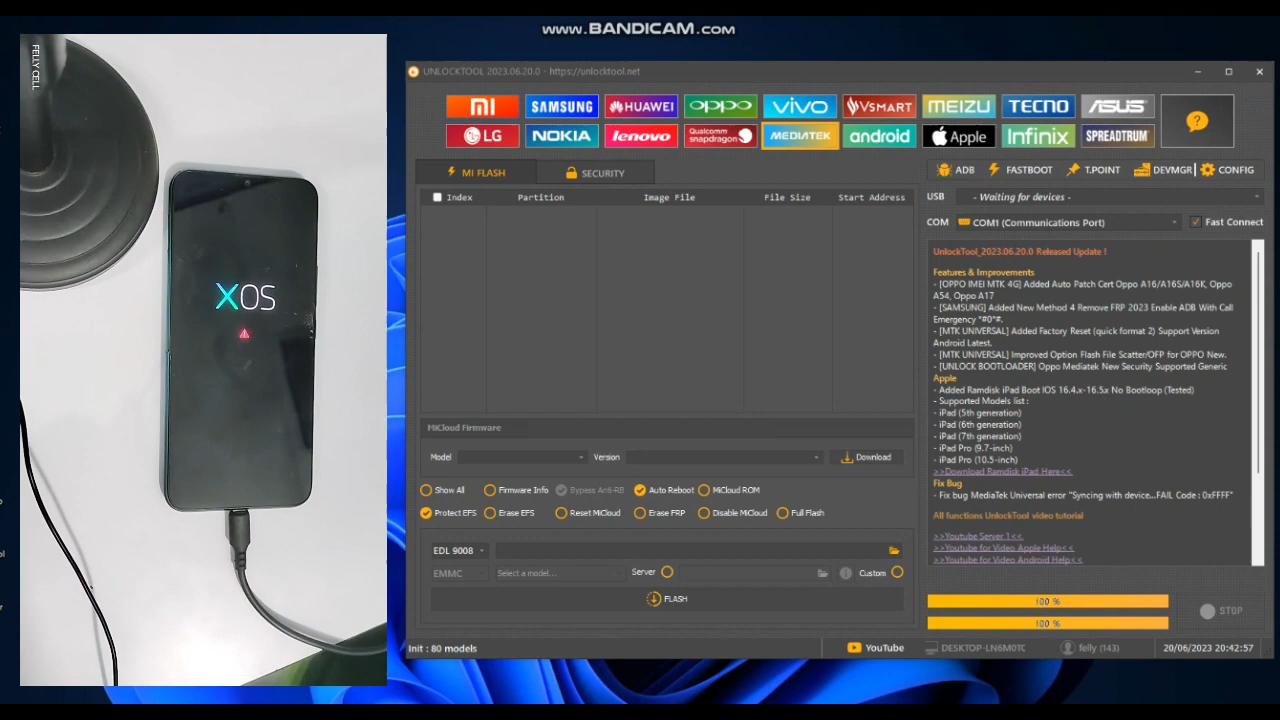 www.BANDICAM.com
FELLY CELL
XOS
UNLOCKTOOL 2023.06.20.0 - https://unlocktool.net
MI SAMSUNG HUAWEI oppo vivo VSMART MEIZU TECNO ASUS
LG NOKIA lenovo Qualcomm snapdragon MEDIATEK android Apple Infinix SPREADTRUM
MI FLASH SECURITY
ADB FASTBOOT T.POINT DEVMGR CONFIG
USB - Waiting for devices -
COM COM1 (Communications Port) Fast Connect
Index Partition Image File File Size Start Address
UnlockTool_2023.06.20.0 Released Update !
Features & Improvements
- [OPPO IMEI MTK 4G] Added Auto Patch Cert Oppo A16/A16S/A16K, Oppo
A54, Oppo A17
- [SAMSUNG] Added New Method 4 Remove FRP 2023 Enable ADB With Call
Emergency *#0*#.
- [MTK UNIVERSAL] Added Factory Reset (quick format 2) Support Version
Android Latest.
- [MTK UNIVERSAL] Improved Option Flash File Scatter/OFP for OPPO New.
- [UNLOCK BOOTLOADER] Oppo Mediatek New Security Supported Generic
Apple
- Added Ramdisk iPad Boot IOS 16.4.x-16.5x No Bootloop (Tested)
- Supported Models list :
- iPad (5th generation)
- iPad (6th generation)
- iPad (7th generation)
- iPad Pro (9.7-inch)
- iPad Pro (10.5-inch)
>>Download Ramdisk iPad Here<<
Fix Bug
- Fix bug MediaTek Universal error "Syncing with device...FAIL Code : 0xFFFF"
All functions UnlockTool video tutorial
>>Youtube Server 1<<
>>Youtube for Video Apple Help<<
>>Youtube for Video Android Help<<
MiCloud Firmware
Model Version Download
Show All Firmware Info Bypass Anti-RB Auto Reboot MiCloud ROM
Protect EFS Erase EFS Reset MiCloud Erase FRP Disable MiCloud Full Flash
EDL 9008
EMMC Select a model... Server Custom
FLASH
100 %
100 %
STOP
Init : 80 models YouTube DESKTOP-LN6M0TC felly (143) 20/06/2023 20:42:57